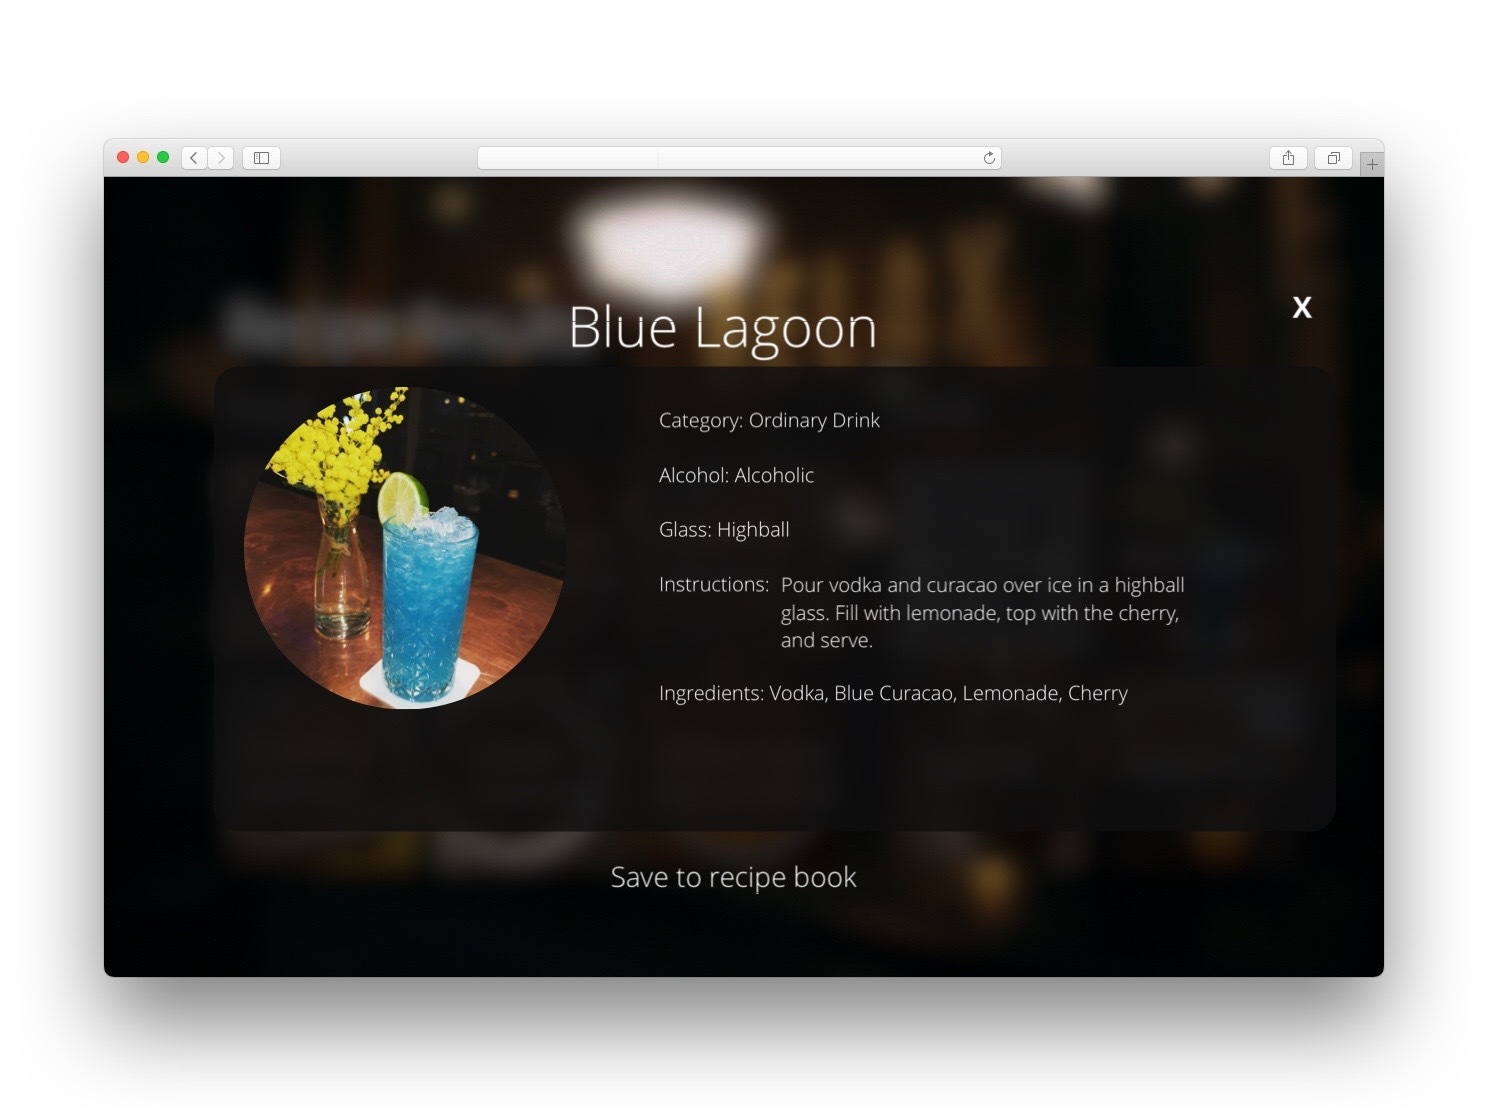 Blue Lagoon
X
Category: Ordinary Drink
Alcohol: Alcoholic
Glass: Highball
Instructions: Pour vodka and curacao over ice in a highball
glass. Fill with lemonade, top with the cherry,
and serve.
Ingredients: Vodka, Blue Curacao, Lemonade, Cherry
Save to recipe book